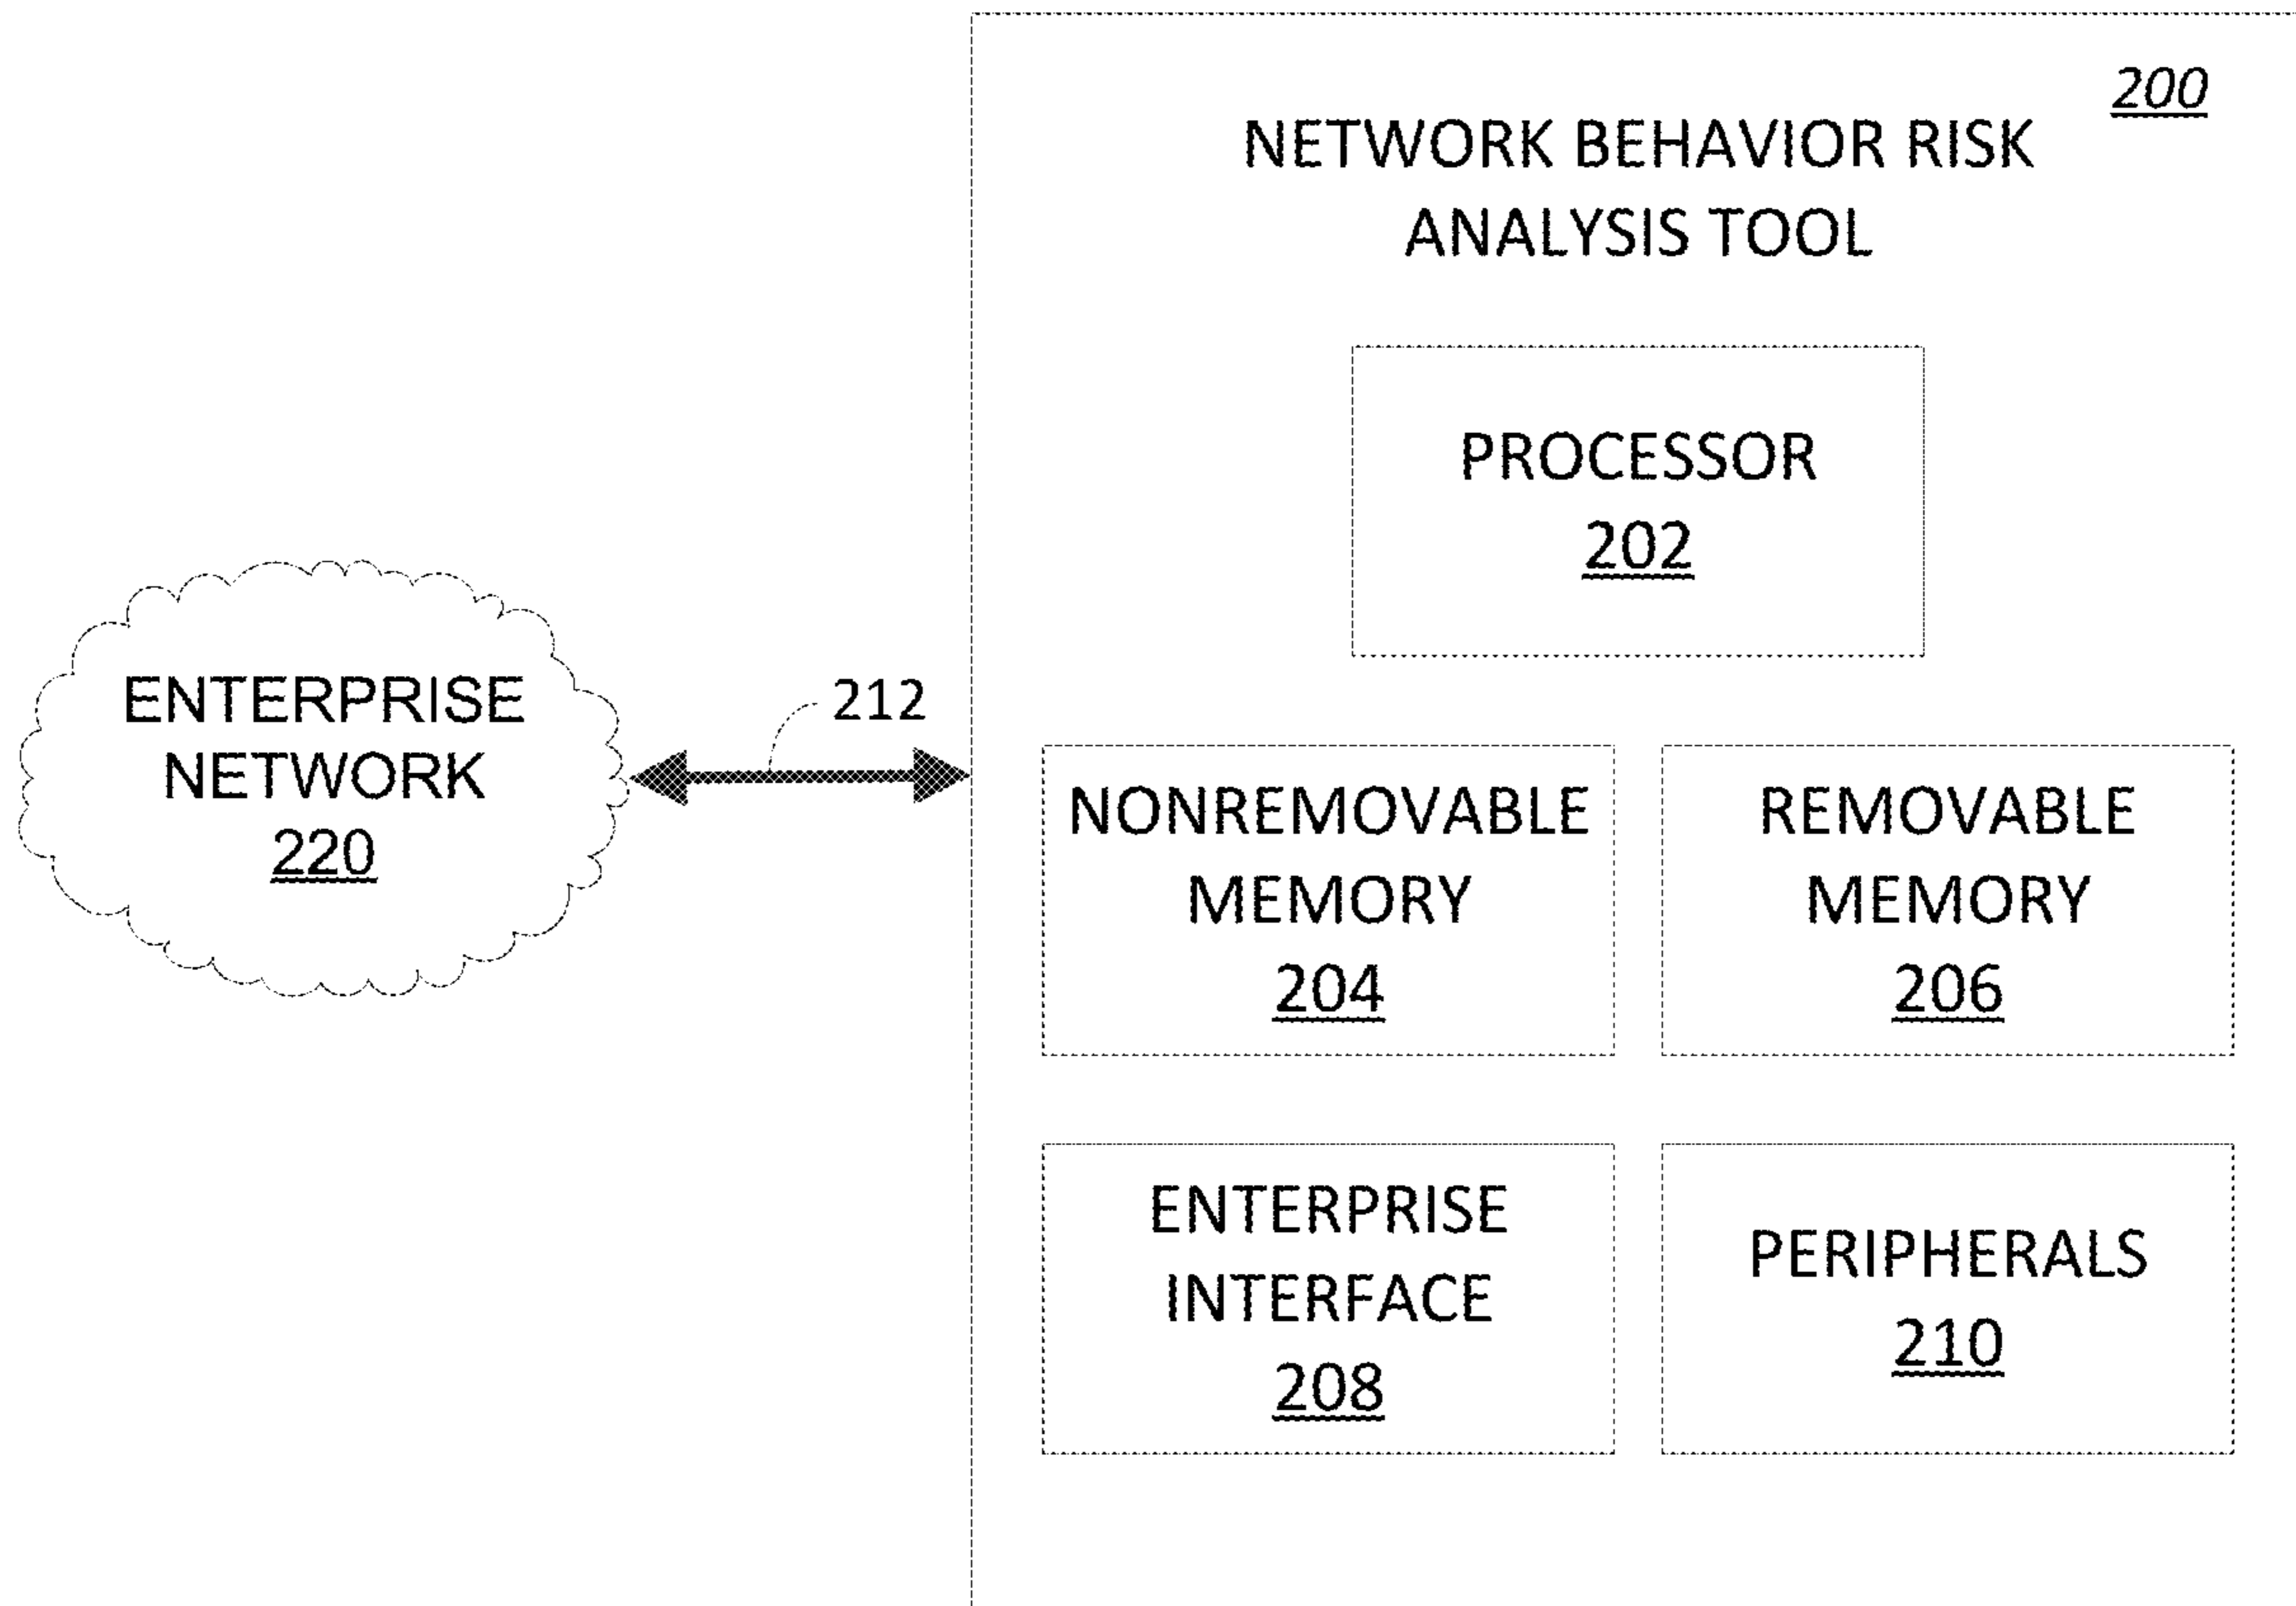 200
NETWORK BEHAVIOR RISK
ANALYSIS TOOL
PROCESSOR
202
ENTERPRISE
NETWORK
220
212
NONREMOVABLE
MEMORY
204
REMOVABLE
MEMORY
206
ENTERPRISE
INTERFACE
208
PERIPHERALS
210